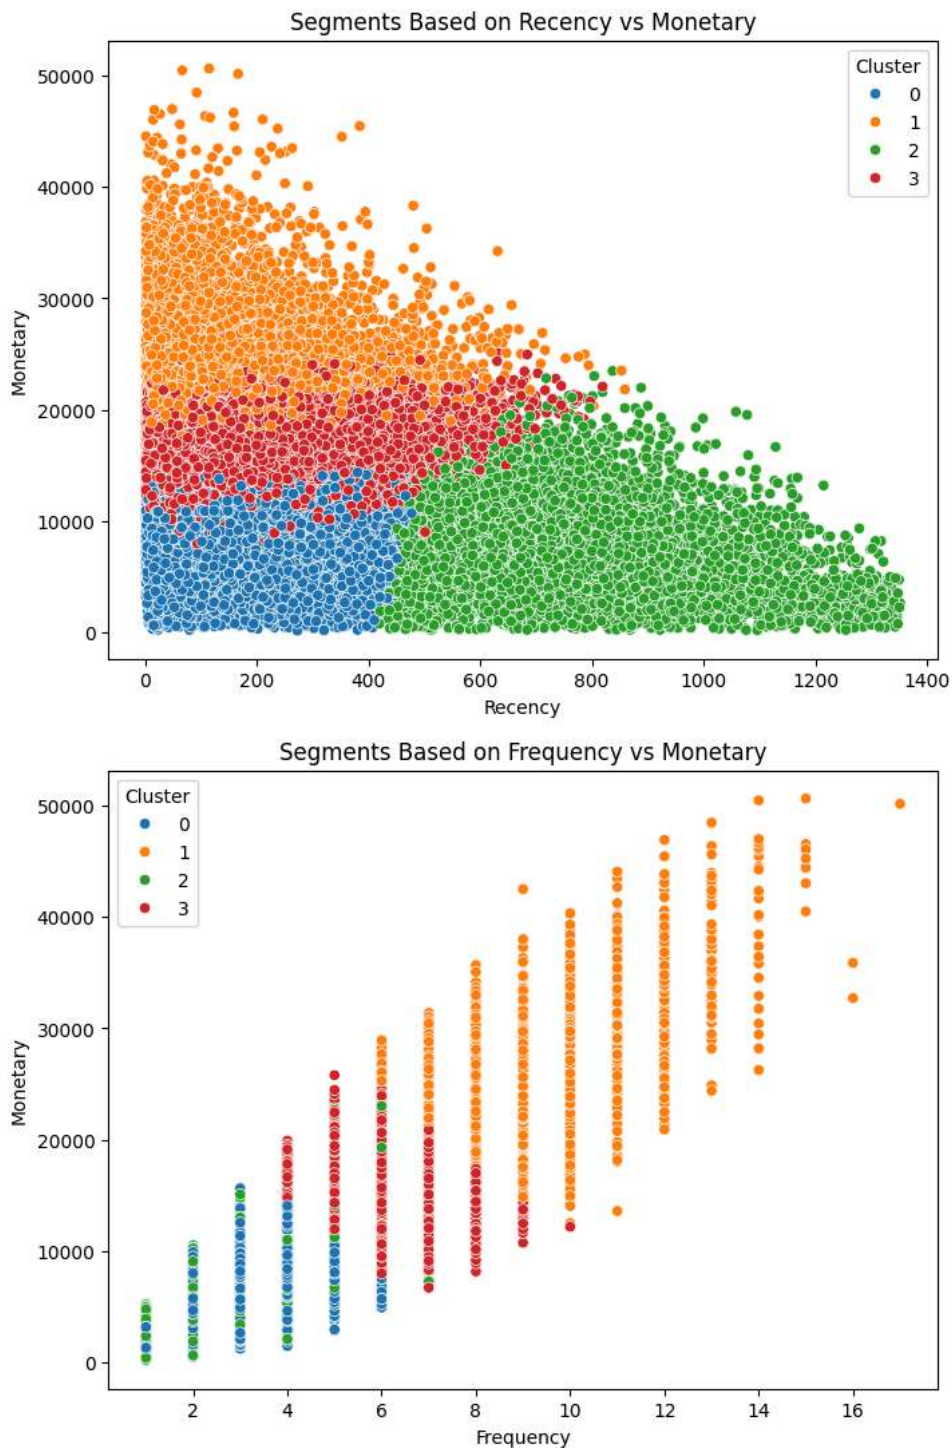 Segments Based on Recency vs Monetary
Cluster
0
1
2
3
50000
40000
30000
20000
10000
0
Monetary
0 200 400 600 800 1000 1200 1400
Recency
Segments Based on Frequency vs Monetary
Cluster
0
1
2
3
50000
40000
30000
20000
10000
0
Monetary
2 4 6 8 10 12 14 16
Frequency